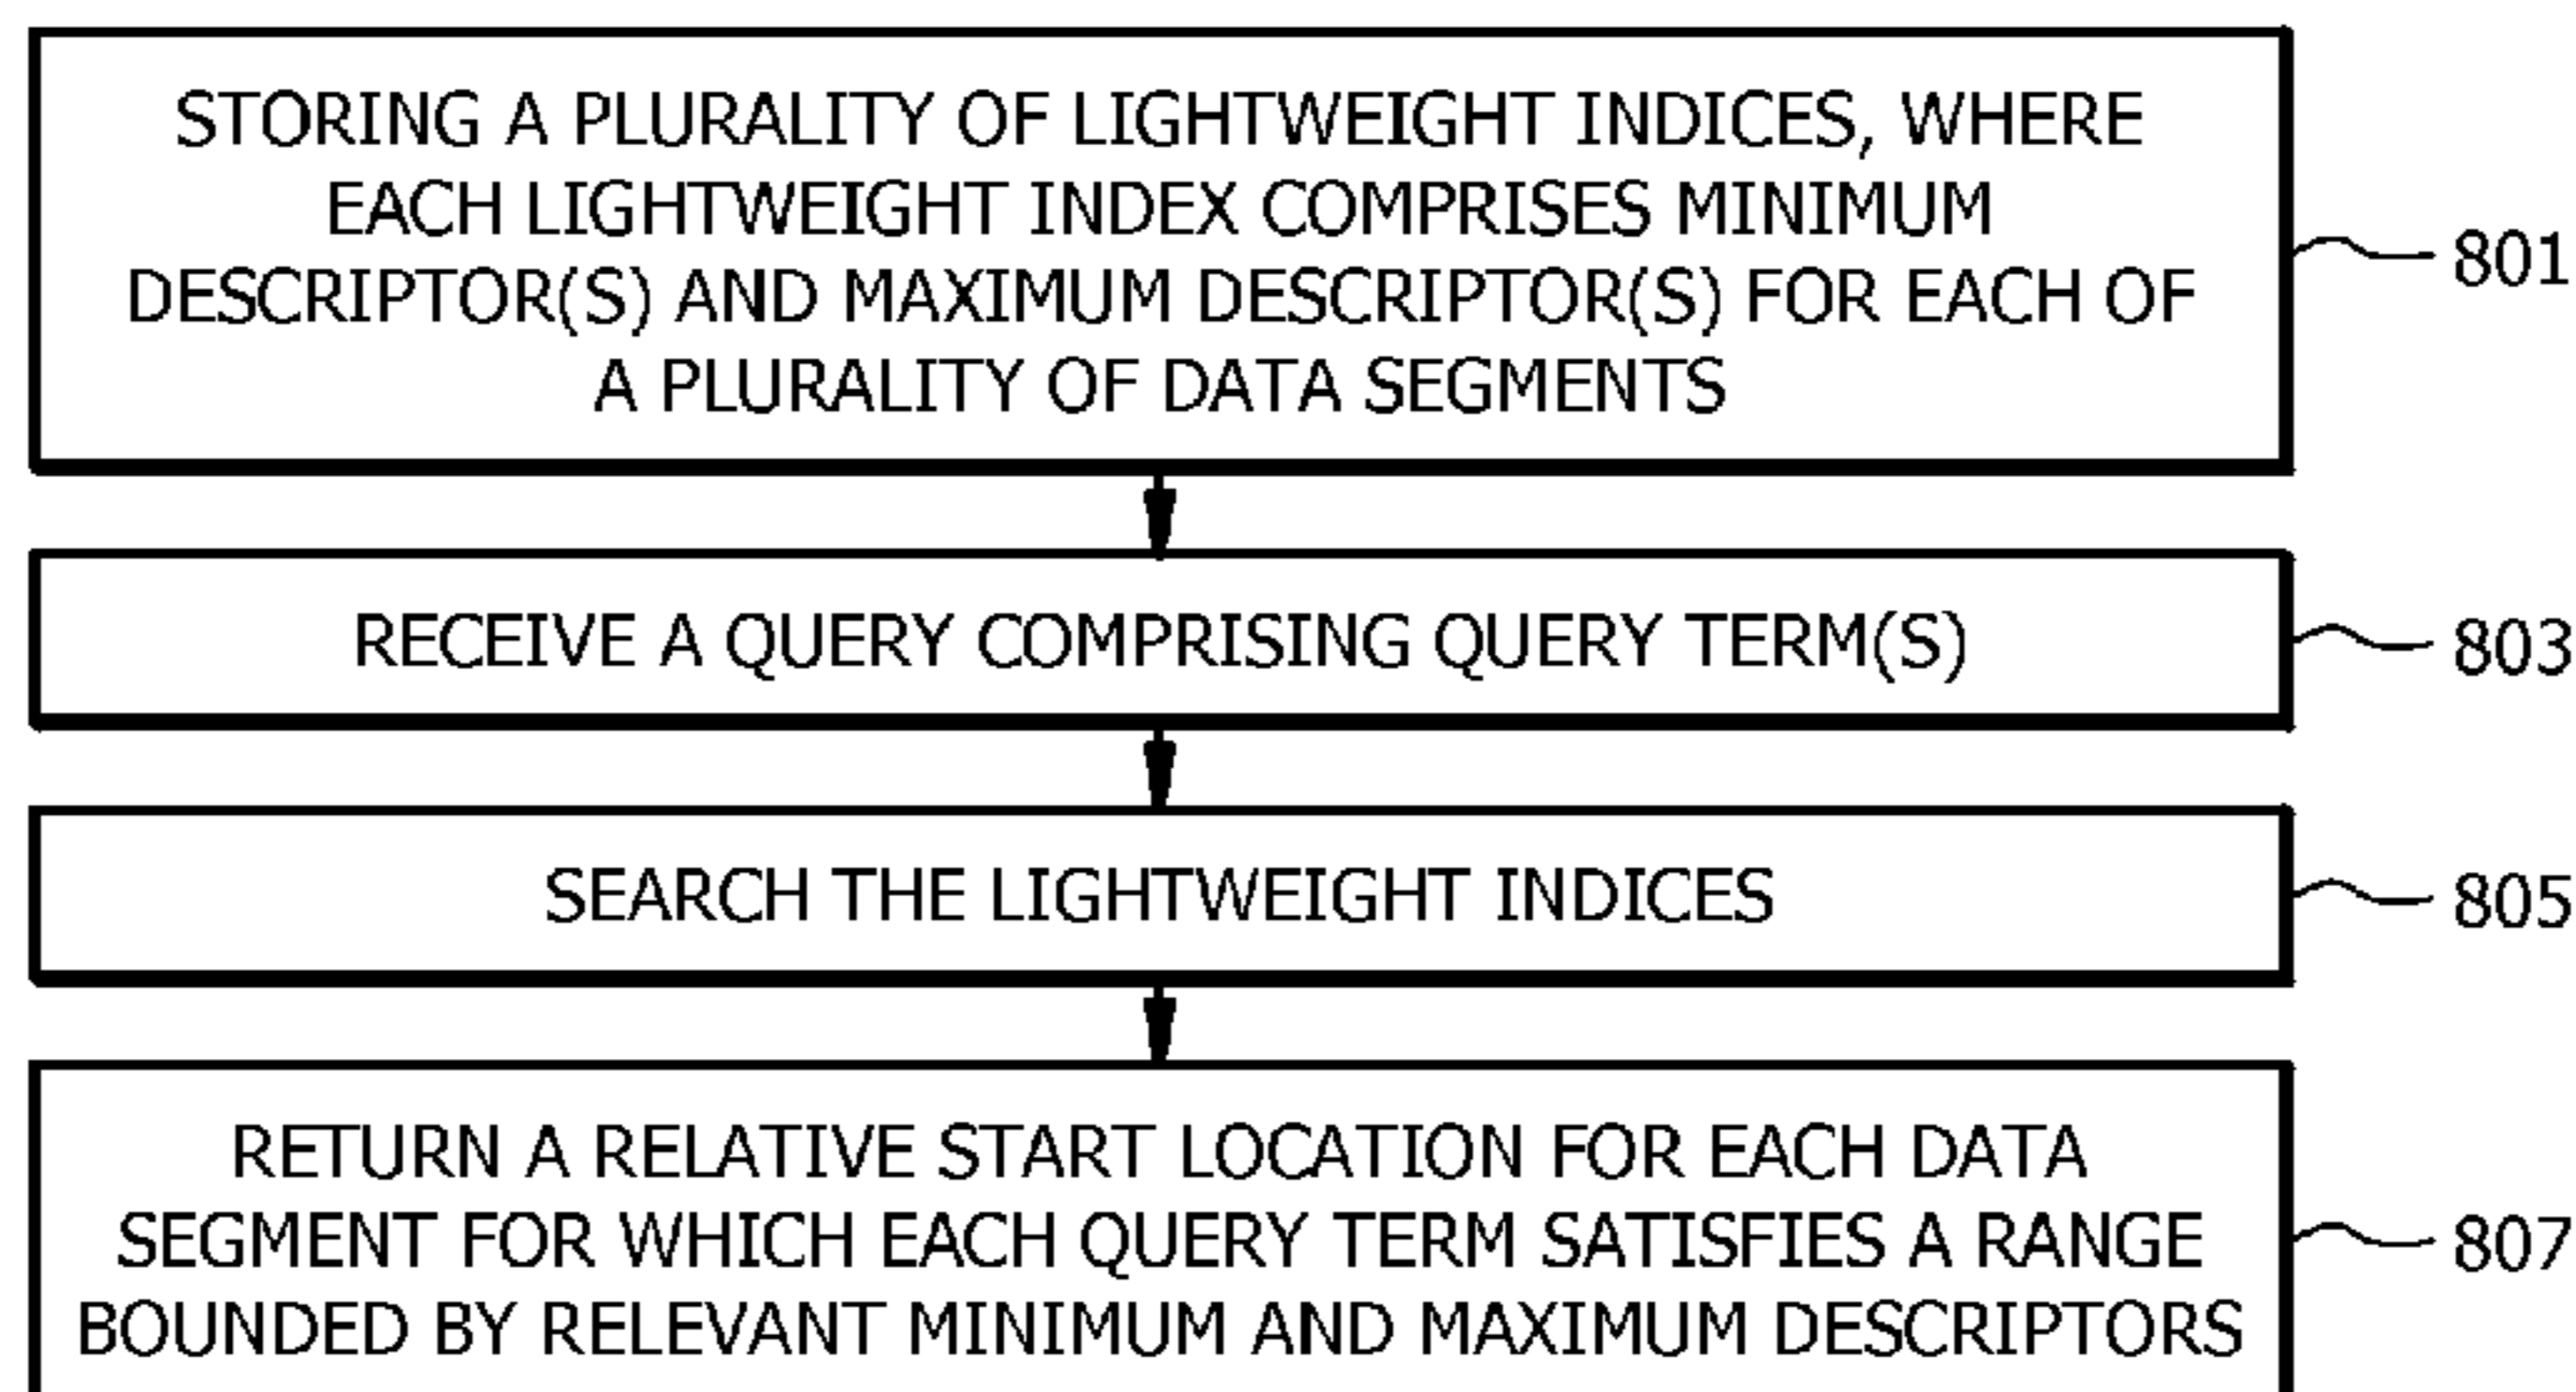 STORING A PLURALITY OF LIGHTWEIGHT INDICES, WHERE
EACH LIGHTWEIGHT INDEX COMPRISES MINIMUM
DESCRIPTOR(S) AND MAXIMUM DESCRIPTOR(S) FOR EACH OF
A PLURALITY OF DATA SEGMENTS
801
RECEIVE A QUERY COMPRISING QUERY TERM(S)
803
SEARCH THE LIGHTWEIGHT INDICES
805
RETURN A RELATIVE START LOCATION FOR EACH DATA
SEGMENT FOR WHICH EACH QUERY TERM SATISFIES A RANGE
BOUNDED BY RELEVANT MINIMUM AND MAXIMUM DESCRIPTORS
807